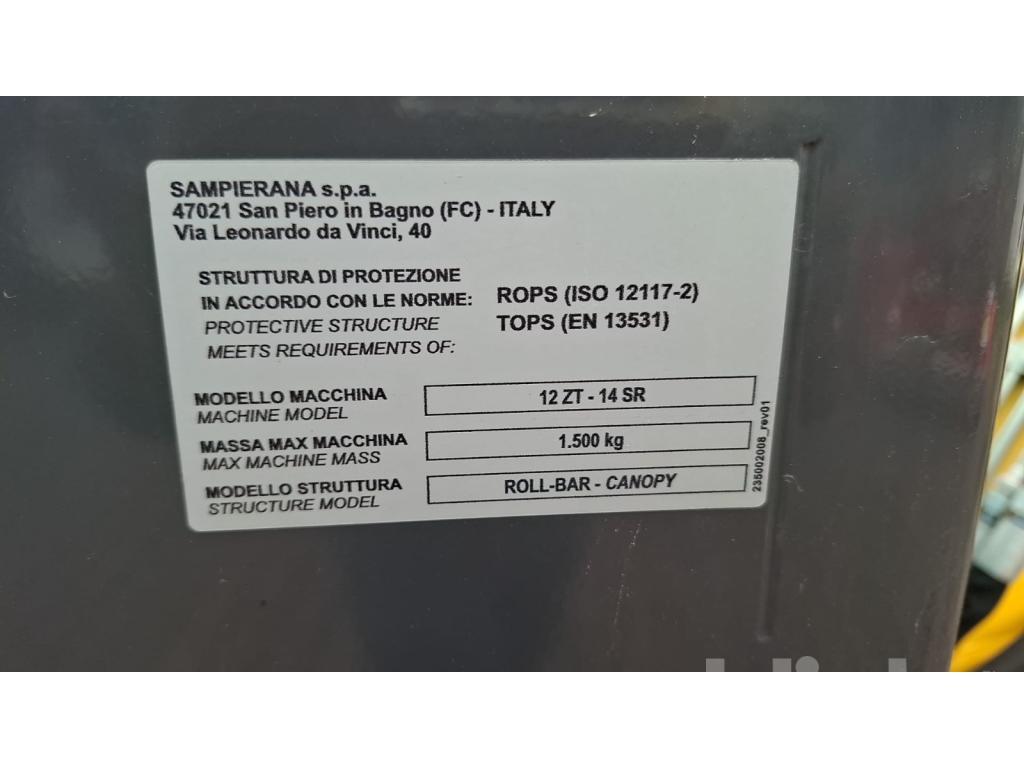 SAMPIERANA s.p.a.
47021 San Piero in Bagno (FC) - ITALY
Via Leonardo da Vinci, 40
STRUTTURA DI PROTEZIONE
IN ACCORDO CON LE NORME:
PROTECTIVE STRUCTURE
MEETS REQUIREMENTS OF:
ROPS (ISO 12117-2)
TOPS (EN 13531)
MODELLO MACCHINA
MACHINE MODEL
12 ZT - 14 SR
MASSA MAX MACCHINA
MAX MACHINE MASS
1.500 kg
MODELLO STRUTTURA
STRUCTURE MODEL
ROLL-BAR - CANOPY
235002008_rev01